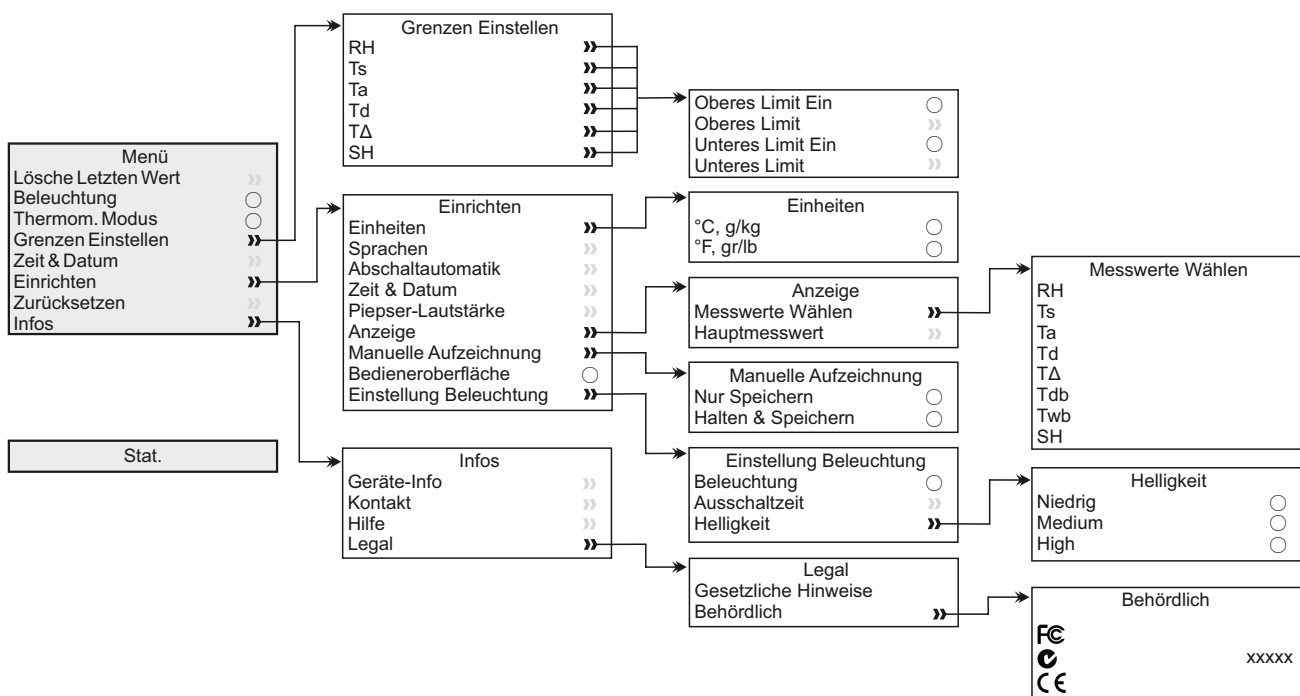 Menü
Lösche Letzten Wert
Beleuchtung
Thermom. Modus
Grenzen Einstellen
Zeit & Datum
Einrichten
Zurücksetzen
Infos
Stat.
Grenzen Einstellen
RH
Ts
Ta
Td
TΔ
SH
Oberes Limit Ein
Oberes Limit
Unteres Limit Ein
Unteres Limit
Einrichten
Einheiten
Sprachen
Abschaltautomatik
Zeit & Datum
Piepser-Lautstärke
Anzeige
Manuelle Aufzeichnung
Bedieneroberfläche
Einstellung Beleuchtung
Einheiten
°C, g/kg
°F, gr/lb
Anzeige
Messwerte Wählen
Hauptmesswert
Messwerte Wählen
RH
Ts
Ta
Td
TΔ
Tdb
Twb
SH
Manuelle Aufzeichnung
Nur Speichern
Halten & Speichern
Einstellung Beleuchtung
Beleuchtung
Ausschaltzeit
Helligkeit
Helligkeit
Niedrig
Medium
High
Infos
Geräte-Info
Kontakt
Hilfe
Legal
Legal
Gesetzliche Hinweise
Behördlich
Behördlich
FC
xxxxx
CE